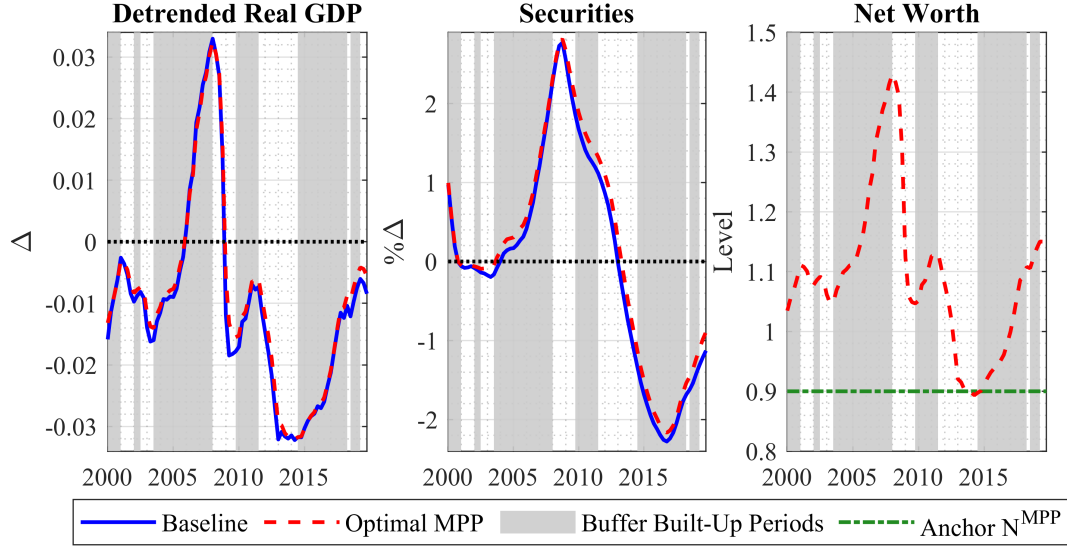 Detrended Real GDP
Securities
Net Worth
0.03
0.02
0.01
0
-0.01
-0.02
-0.03
Δ
2000 2005 2010 2015
2
1
0
-1
-2
%Δ
2000 2005 2010 2015
1.5
1.4
1.3
1.2
1.1
1
0.9
0.8
Level
2000 2005 2010 2015
Baseline Optimal MPP Buffer Built-Up Periods Anchor N^MPP